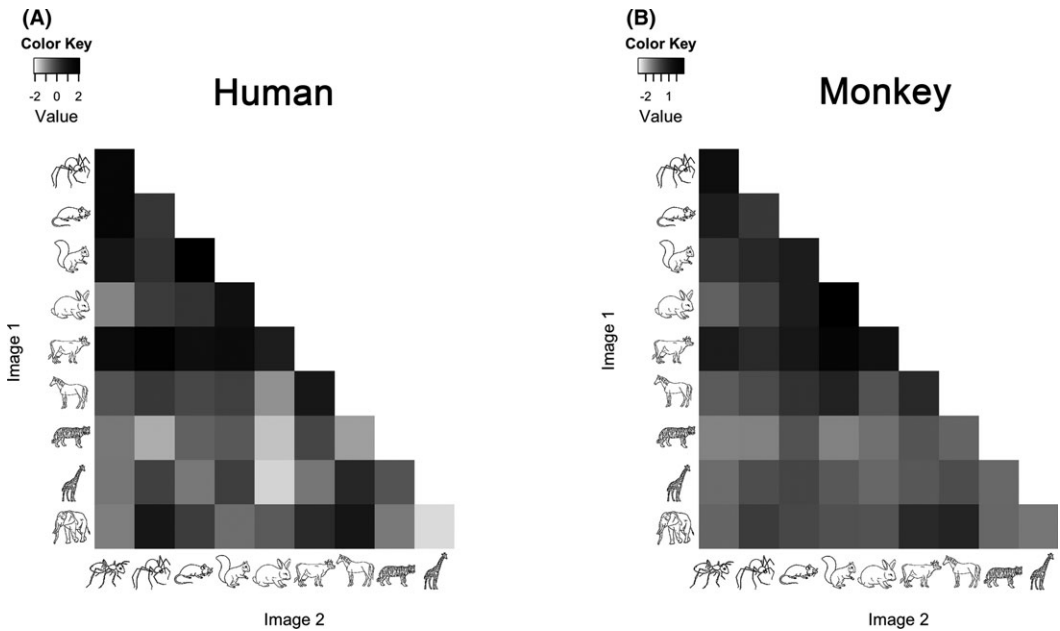 (A)
Color Key
-2 0 2
Value
Human
Image 1
Image 2
(B)
Color Key
-2 1
Value
Monkey
Image 1
Image 2